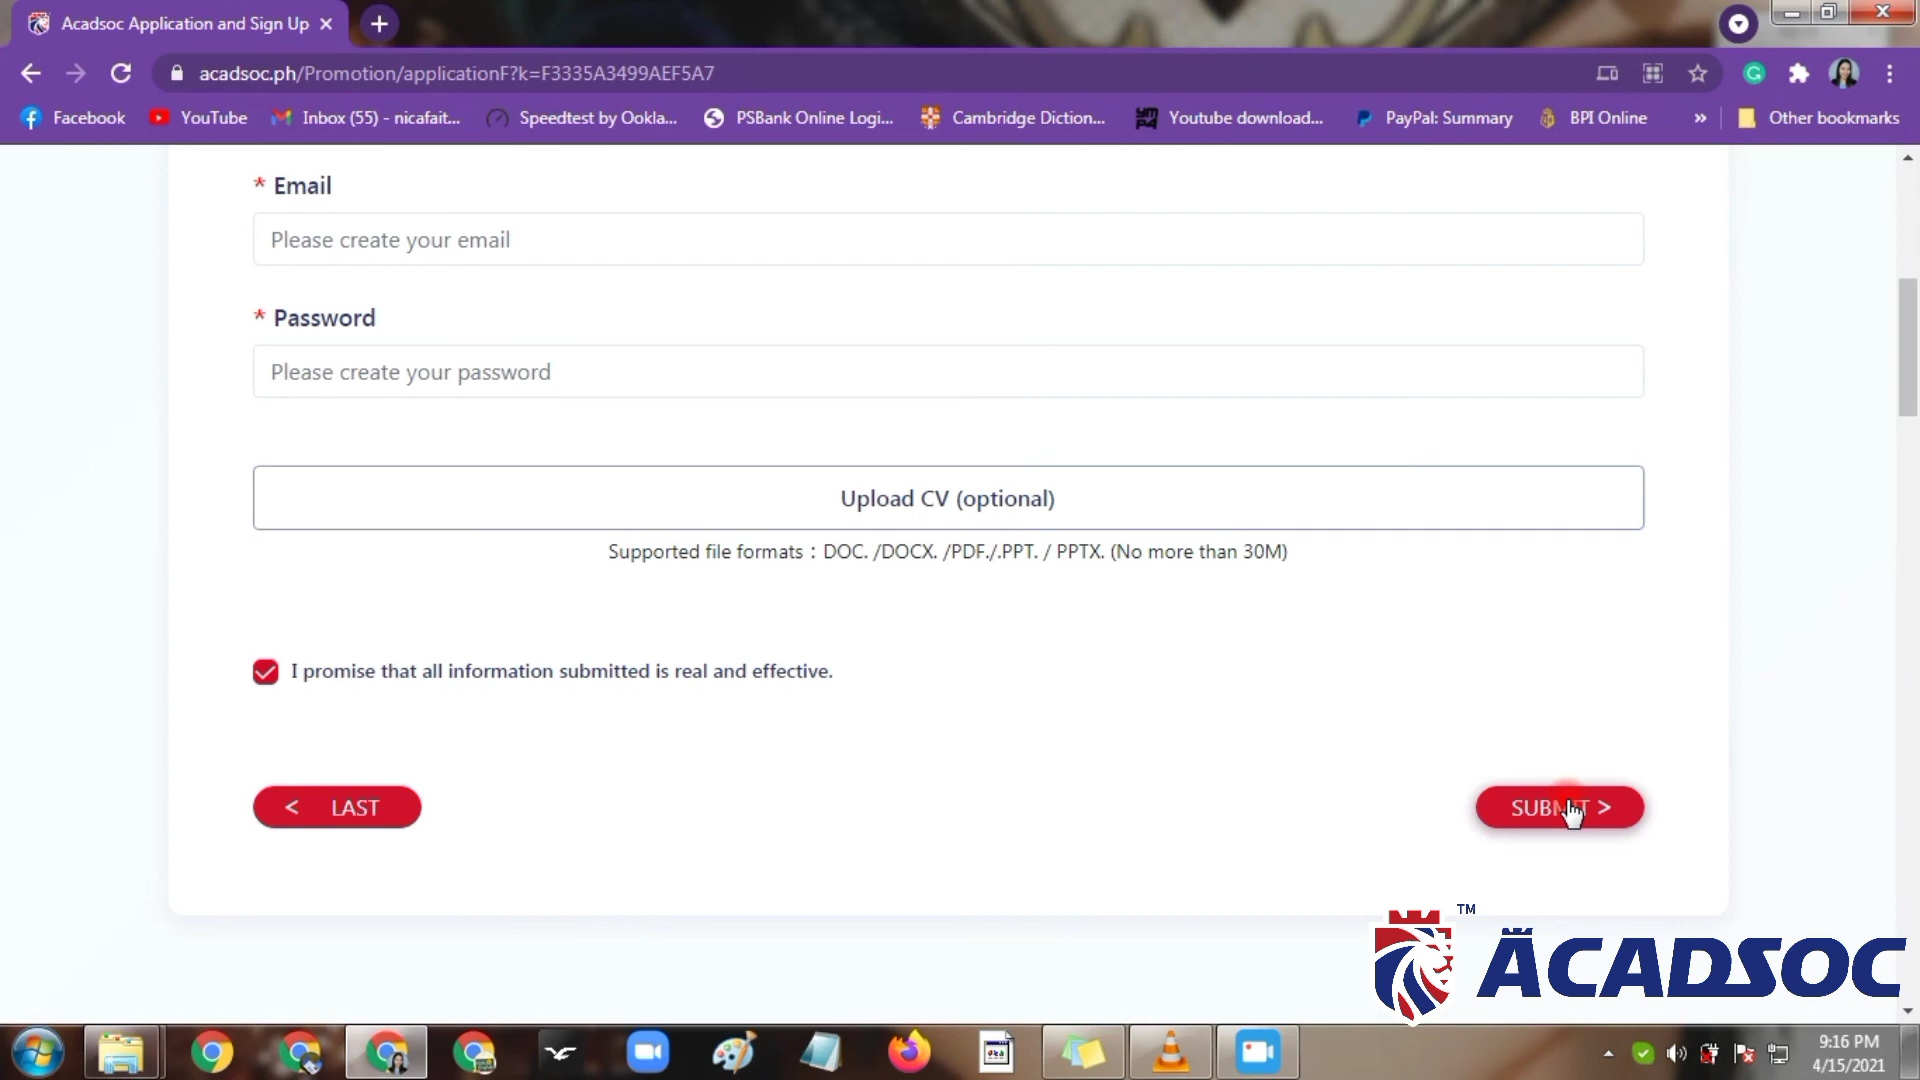 Acadsoc Application and Sign Up
acadsoc.ph/Promotion/applicationF?k=F3335A3499AEF5A7
Facebook
YouTube
Inbox (55) - nicafait...
Speedtest by Ookla...
PSBank Online Logi...
Cambridge Diction...
Youtube download...
PayPal: Summary
BPI Online
»
Other bookmarks
* Email
Please create your email
* Password
Please create your password
Upload CV (optional)
Supported file formats : DOC. /DOCX. /PDF./.PPT. / PPTX. (No more than 30M)
I promise that all information submitted is real and effective.
< LAST
SUBMIT >
TM
ACADSOC
9:16 PM
4/15/2021